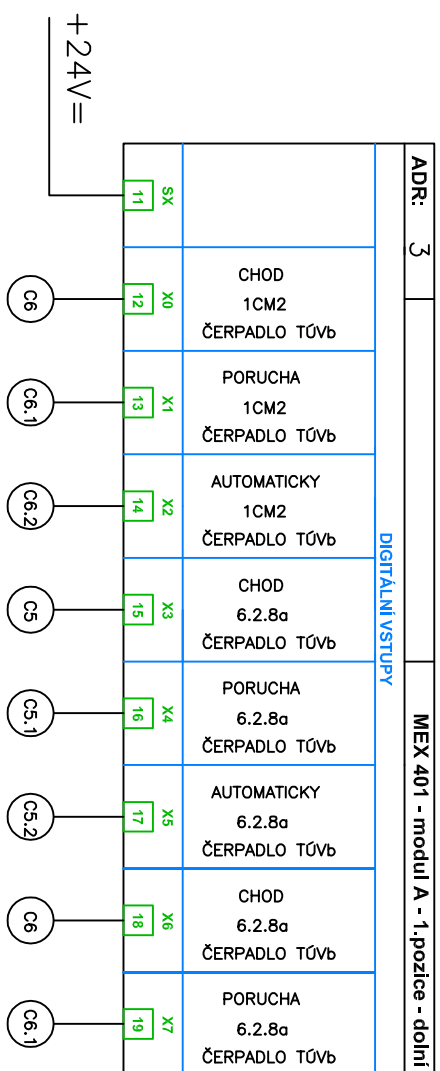 +24V=
ADR: 3
MEX 401 - modul A - 1.pozice - dolní
DIGITÁLNÍ VSTUPY
CHOD
1CM2
ČERPADLO TÚVb
PORUCHA
1CM2
ČERPADLO TÚVb
AUTOMATICKY
1CM2
ČERPADLO TÚVb
CHOD
6.2.8a
ČERPADLO TÚVb
PORUCHA
6.2.8a
ČERPADLO TÚVb
AUTOMATICKY
6.2.8a
ČERPADLO TÚVb
CHOD
6.2.8a
ČERPADLO TÚVb
PORUCHA
6.2.8a
ČERPADLO TÚVb
SX
X0
X1
X2
X3
X4
X5
X6
X7
11
12
13
14
15
16
17
18
19
C6
C6.1
C6.2
C5
C5.1
C5.2
C6
C6.1